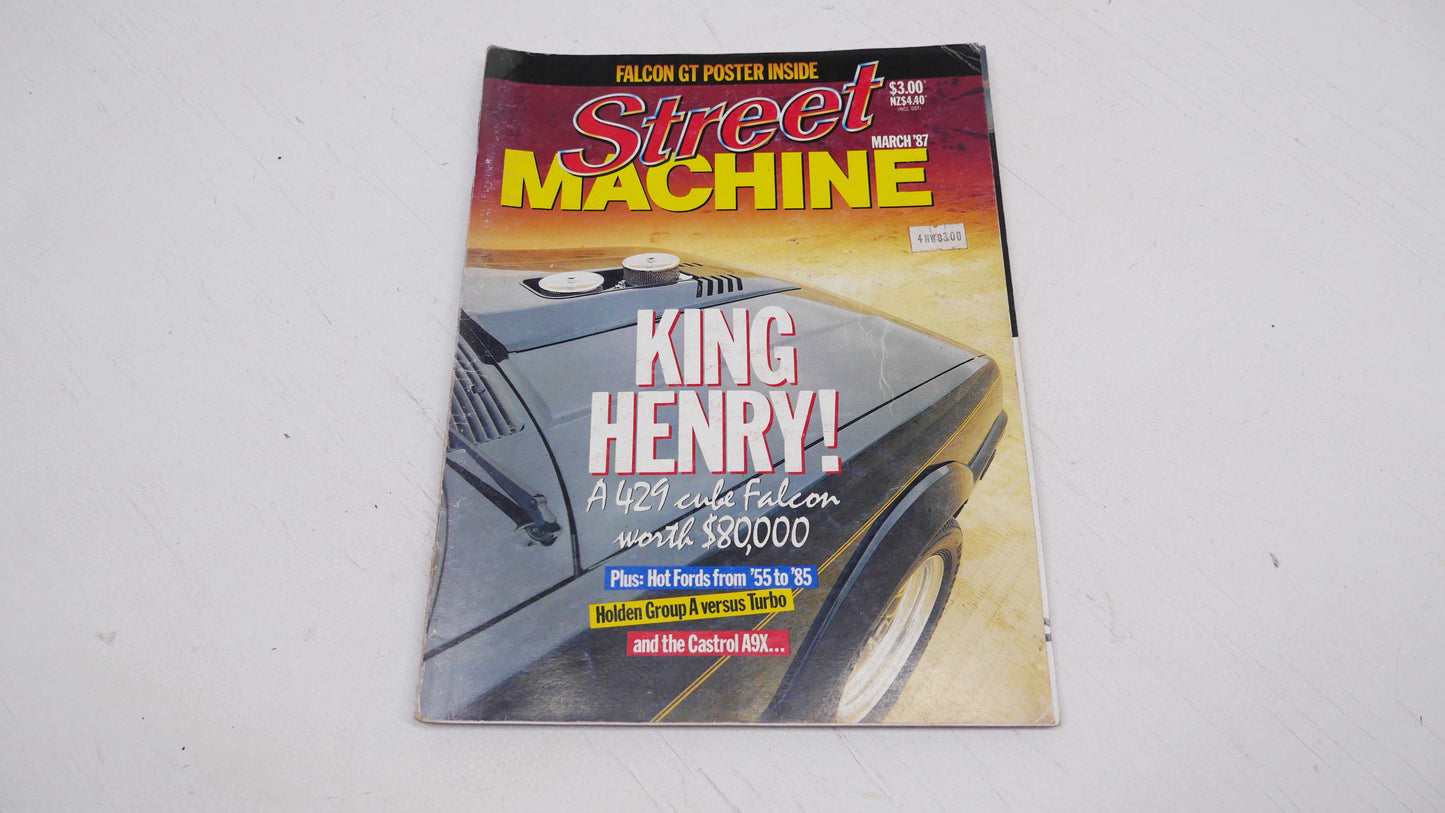 FALCON GT POSTER INSIDE
Street
MACHINE
$3.00*
NZ$4.40*
(INCL GST)
MARCH '87
KING
HENRY!
A 429 cube Falcon
worth $80,000
Plus: Hot Fords from '55 to '85
Holden Group A versus Turbo
and the Castrol A9X...